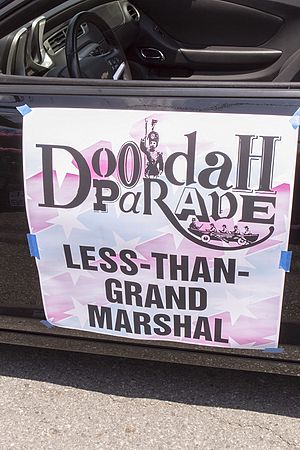 DooDah
PaRADE
LESS-THAN-
GRAND
MARSHAL